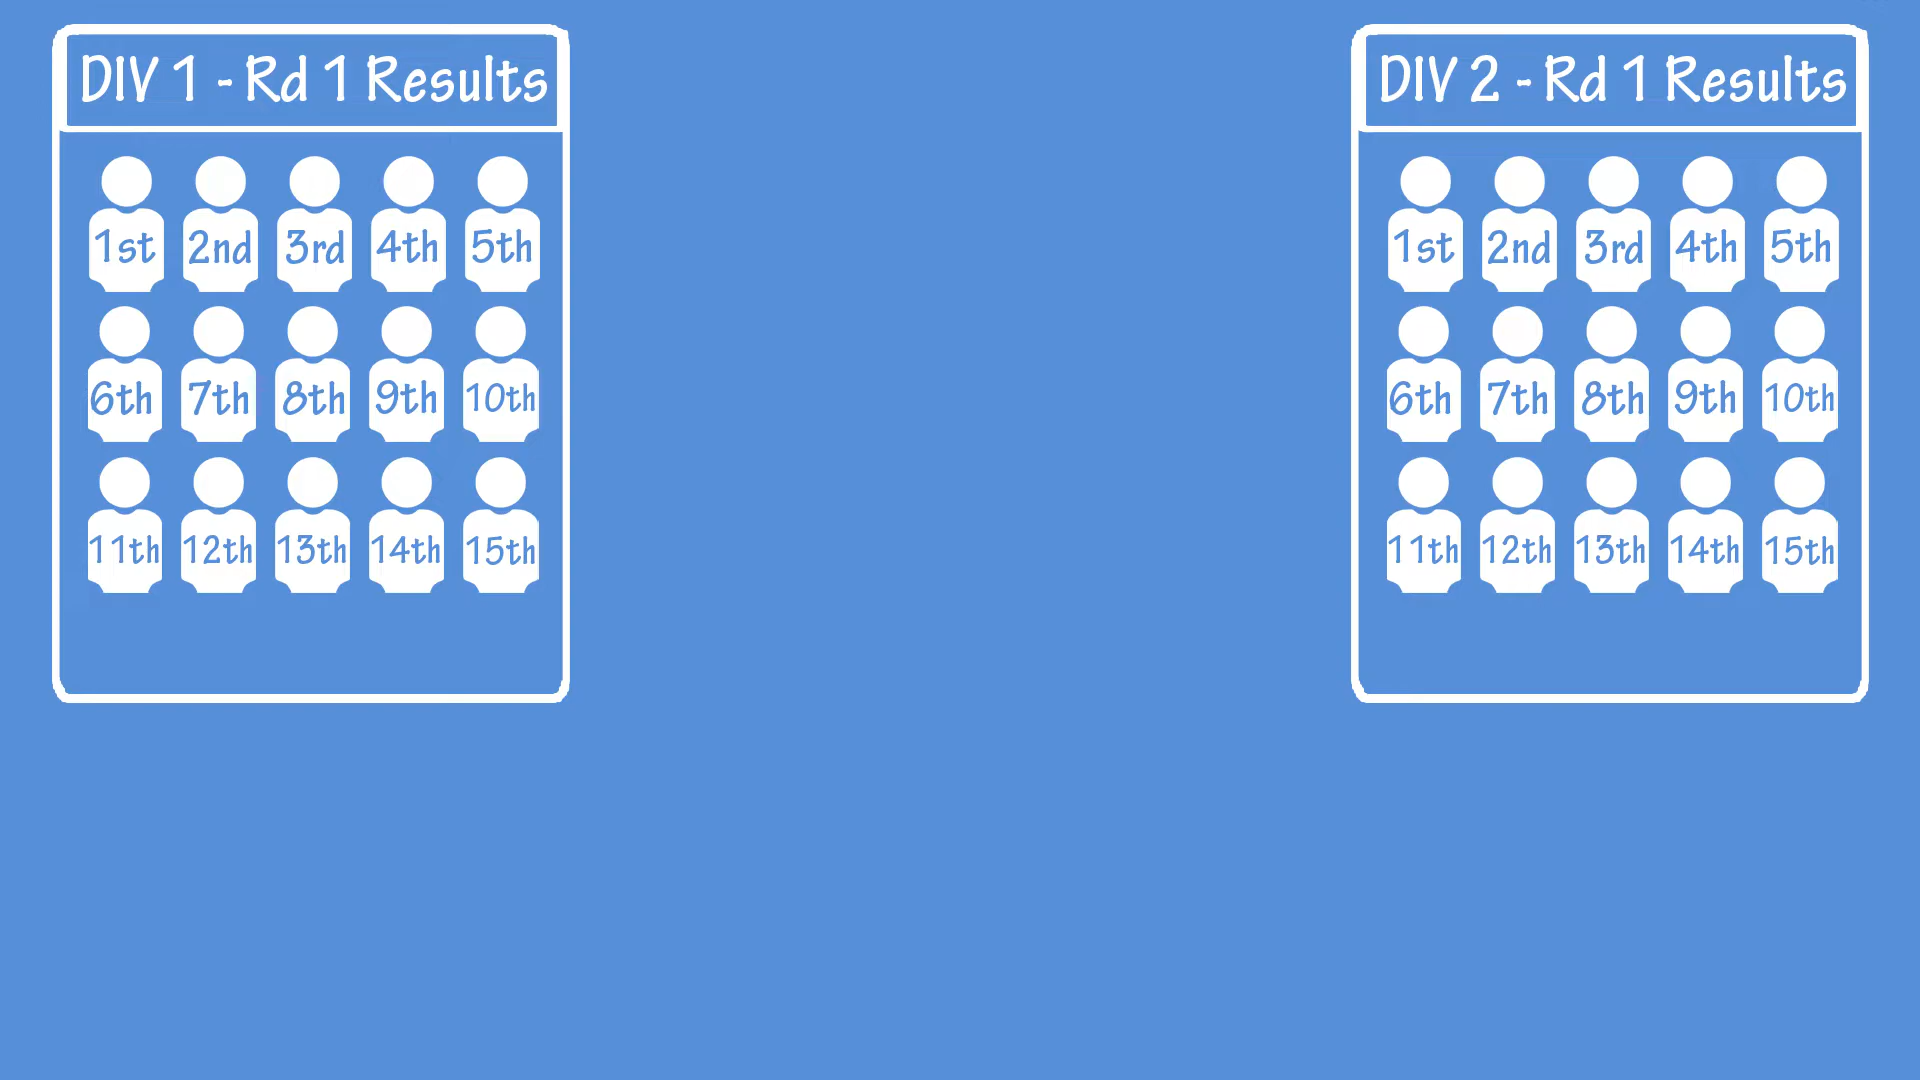 DIV 1 - Rd 1 Results
1st 2nd 3rd 4th 5th
6th 7th 8th 9th 10th
11th 12th 13th 14th 15th
DIV 2 - Rd 1 Results
1st 2nd 3rd 4th 5th
6th 7th 8th 9th 10th
11th 12th 13th 14th 15th